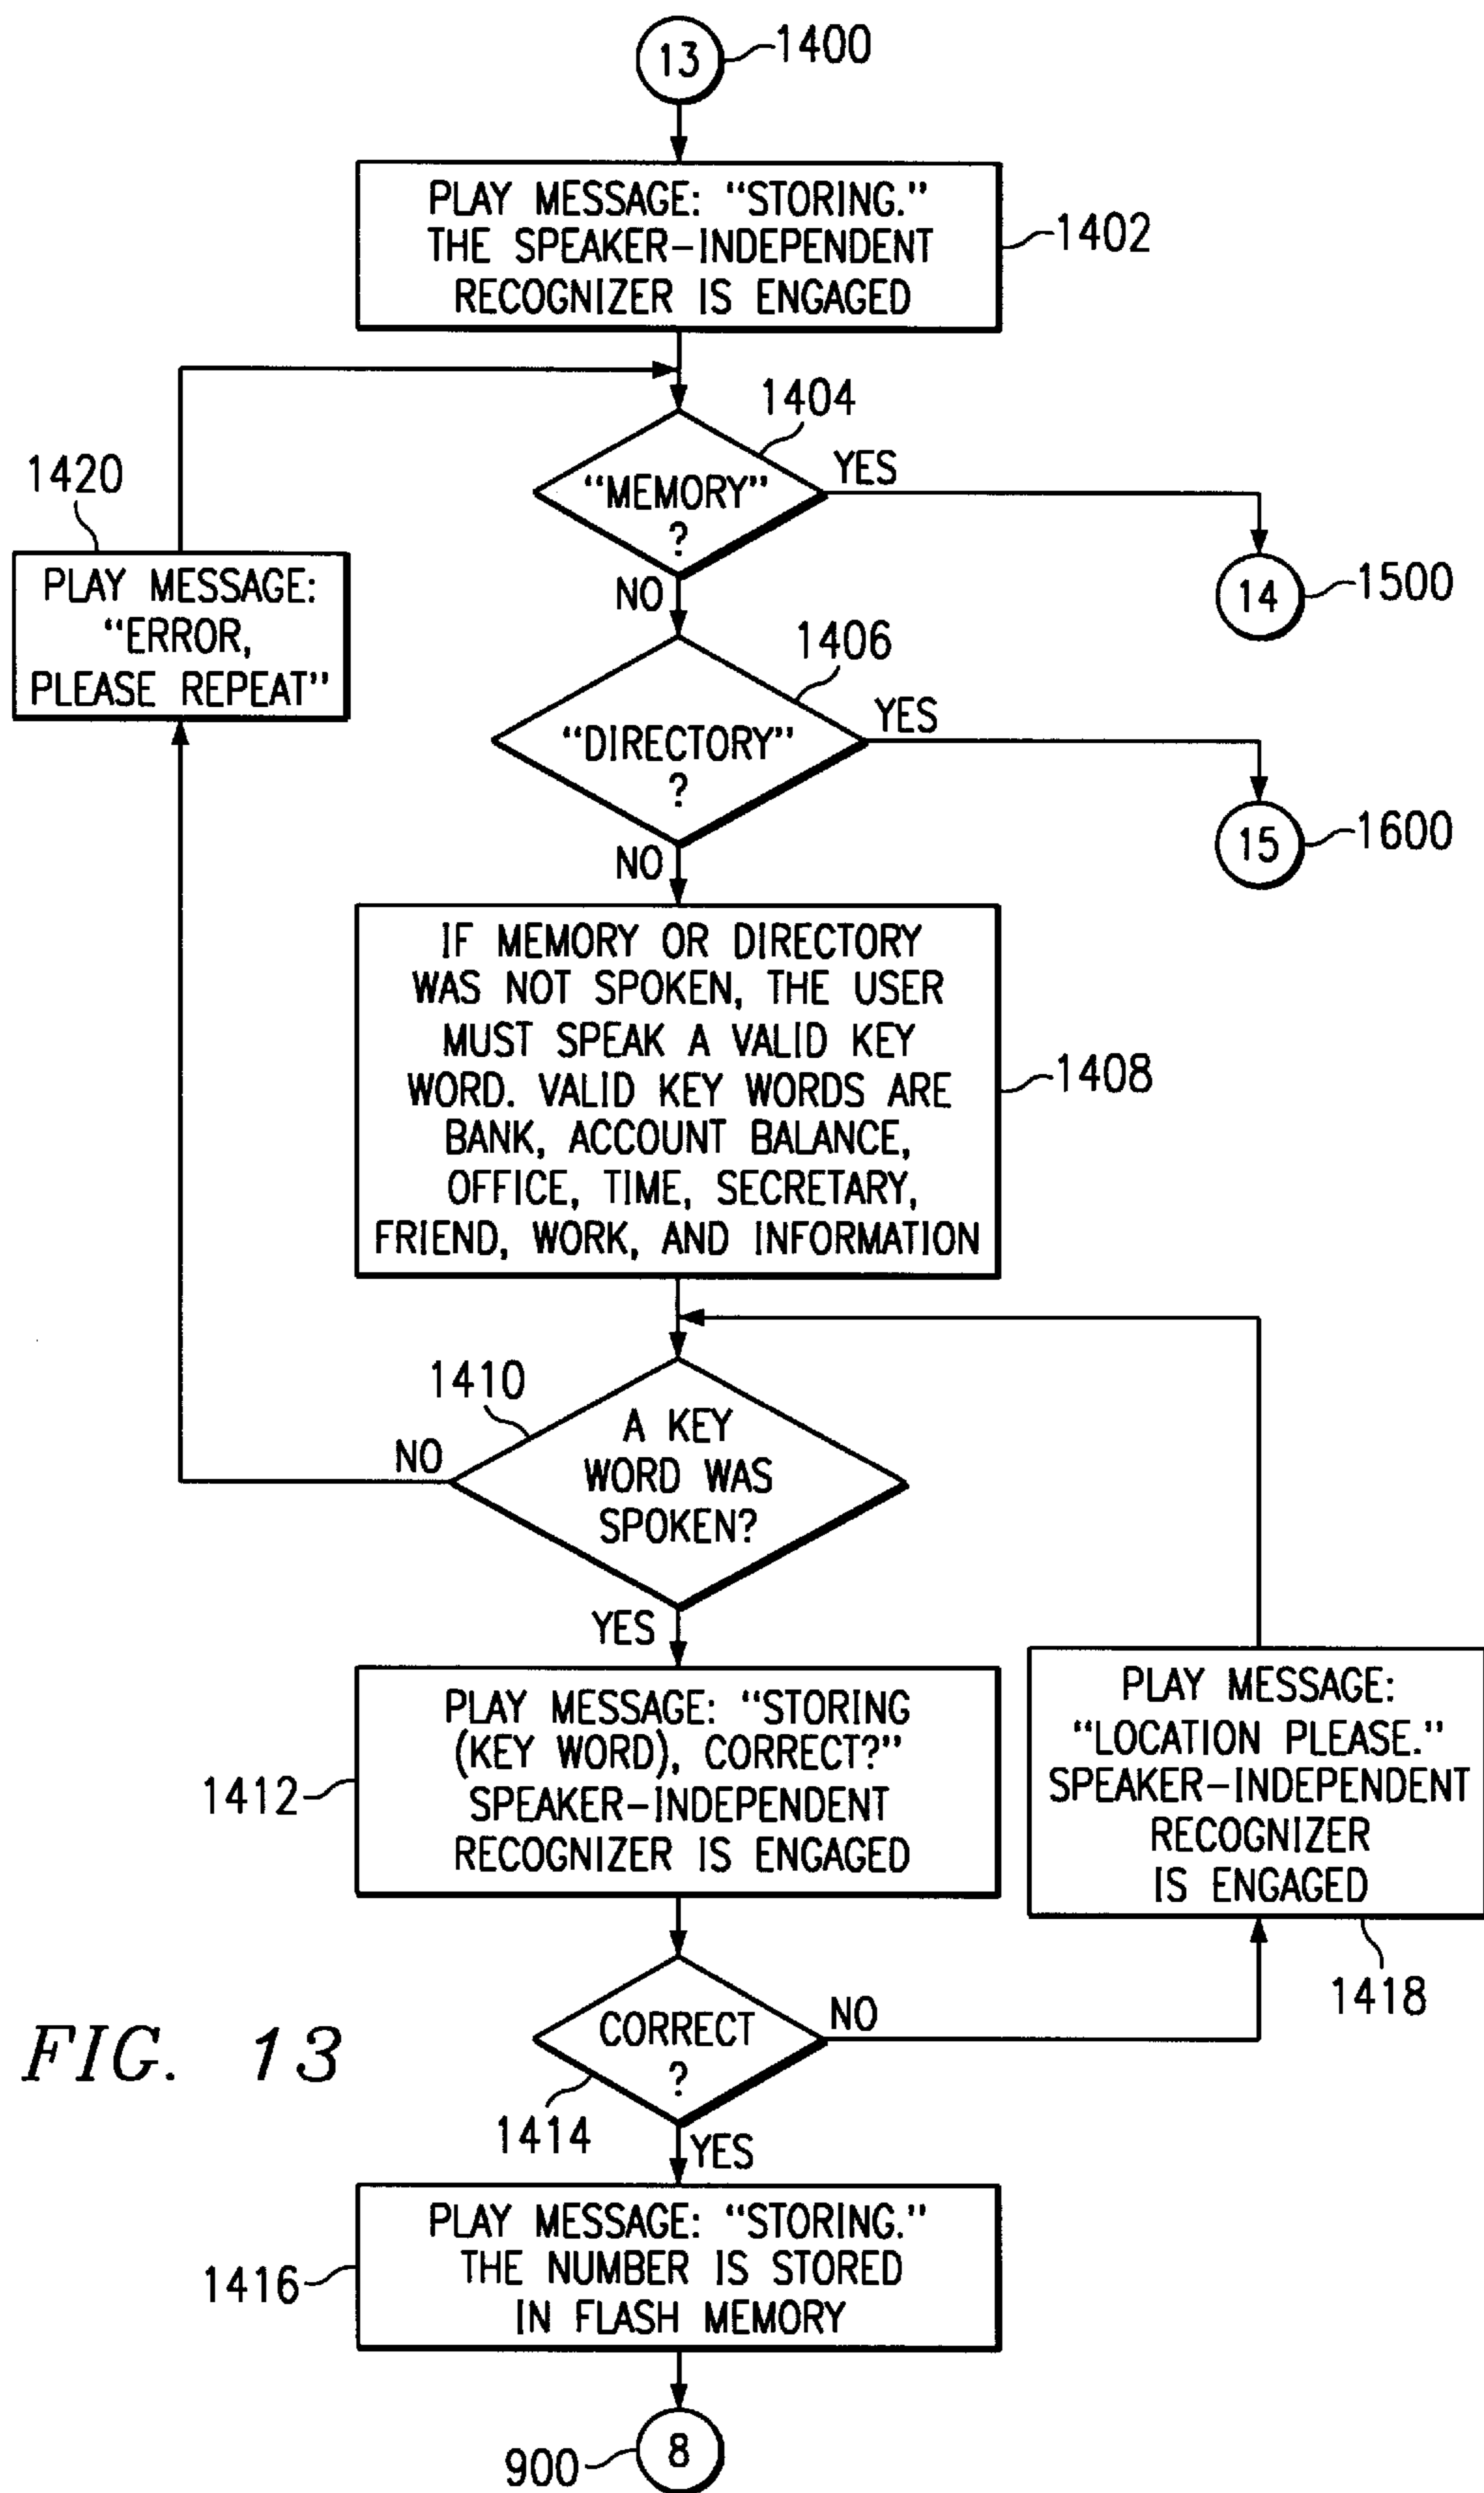 13
1400
PLAY MESSAGE: “STORING.”
THE SPEAKER-INDEPENDENT
RECOGNIZER IS ENGAGED
1402
1404
“MEMORY”
?
YES
NO
14
1500
1420
PLAY MESSAGE:
“ERROR,
PLEASE REPEAT”
1406
“DIRECTORY”
?
YES
NO
15
1600
IF MEMORY OR DIRECTORY
WAS NOT SPOKEN, THE USER
MUST SPEAK A VALID KEY
WORD. VALID KEY WORDS ARE
BANK, ACCOUNT BALANCE,
OFFICE, TIME, SECRETARY,
FRIEND, WORK, AND INFORMATION
1408
1410
A KEY
WORD WAS
SPOKEN?
NO
YES
PLAY MESSAGE: “STORING
(KEY WORD), CORRECT?”
SPEAKER-INDEPENDENT
RECOGNIZER IS ENGAGED
1412
PLAY MESSAGE:
“LOCATION PLEASE.”
SPEAKER-INDEPENDENT
RECOGNIZER
IS ENGAGED
1418
CORRECT
?
NO
1414
YES
FIG. 13
PLAY MESSAGE: “STORING.”
THE NUMBER IS STORED
IN FLASH MEMORY
1416
8
900